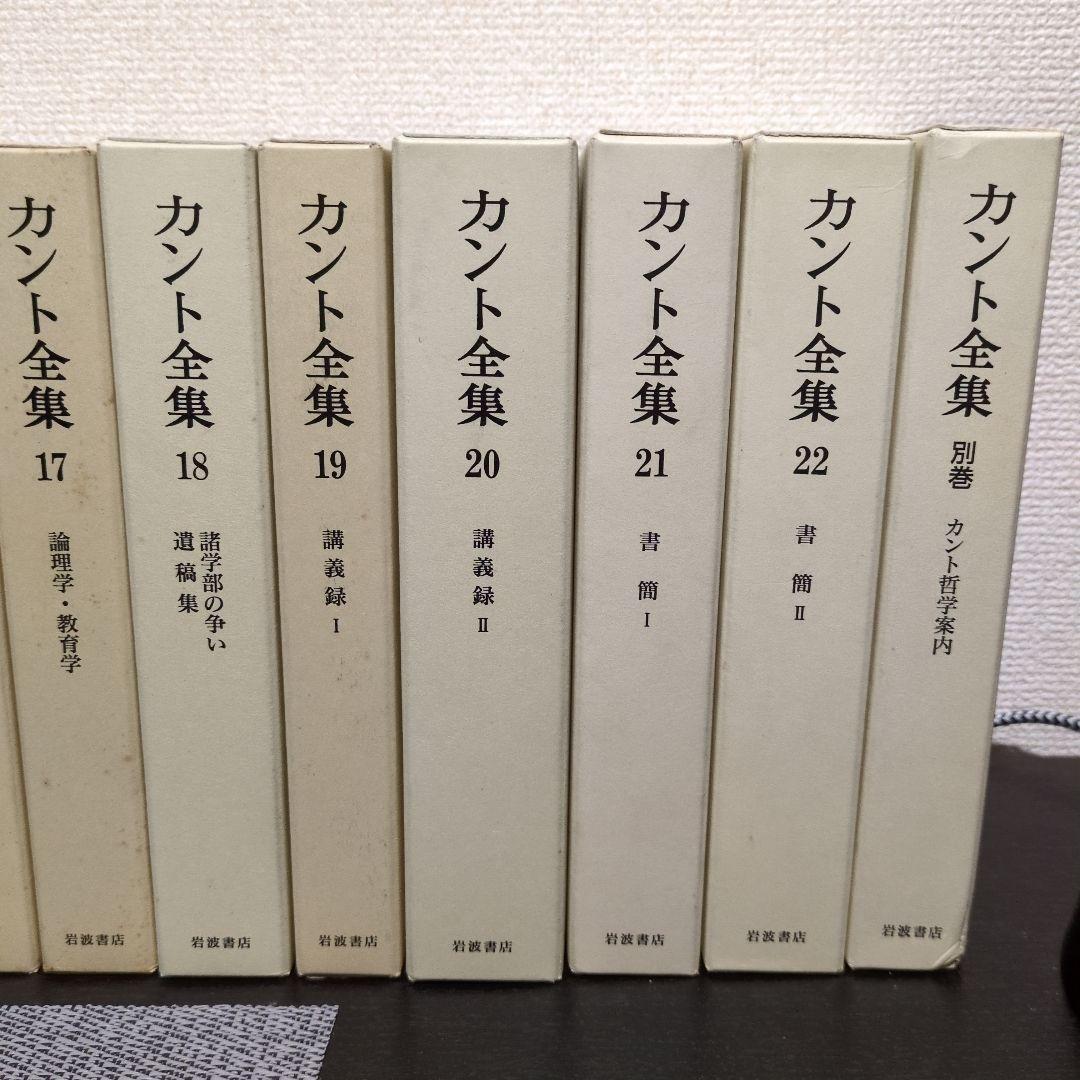 カント全集
17
論理学・教育学
岩波書店
カント全集
18
諸学部の争い
遺稿集
岩波書店
カント全集
19
講義録 I
岩波書店
カント全集
20
講義録 II
岩波書店
カント全集
21
書簡 I
岩波書店
カント全集
22
書簡 II
岩波書店
カント全集
別巻
カント哲学案内
岩波書店